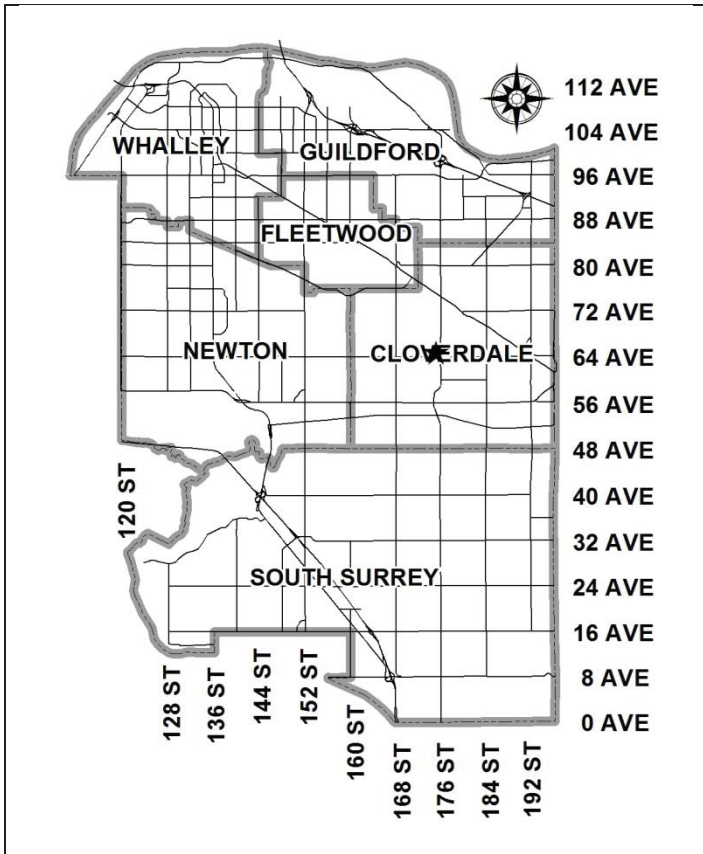 112 AVE
104 AVE
WHALLEY
GUILDFORD
96 AVE
88 AVE
FLEETWOOD
80 AVE
72 AVE
NEWTON
CLOVERDALE
64 AVE
56 AVE
48 AVE
120 ST
40 AVE
32 AVE
SOUTH SURREY
24 AVE
16 AVE
128 ST
136 ST
144 ST
152 ST
160 ST
8 AVE
0 AVE
168 ST
176 ST
184 ST
192 ST